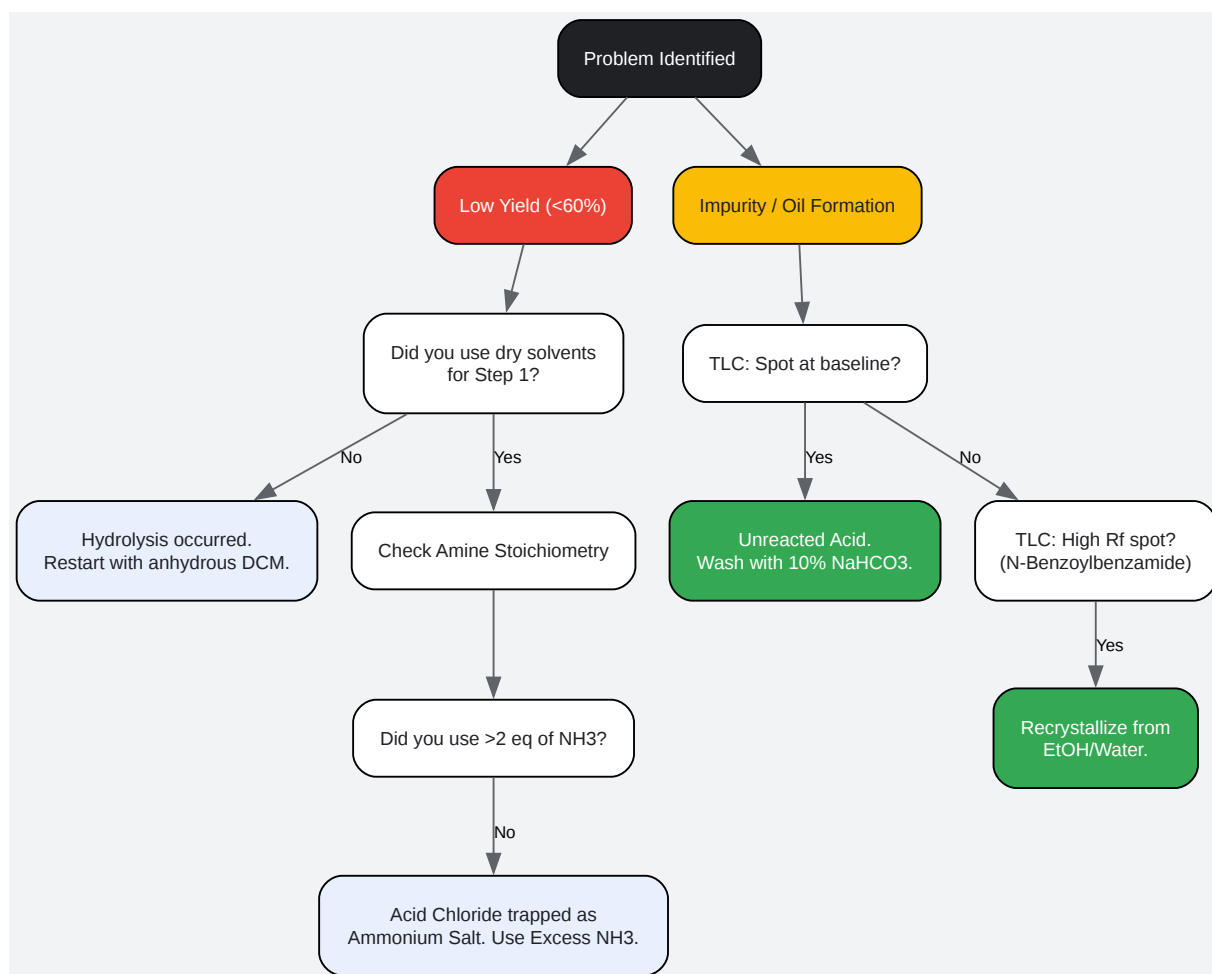 Problem Identified
Low Yield (<60%)
Impurity / Oil Formation
Did you use dry solvents
for Step 1?
TLC: Spot at baseline?
No
Yes
Yes
No
Hydrolysis occurred.
Restart with anhydrous DCM.
Check Amine Stoichiometry
Unreacted Acid.
Wash with 10% NaHCO3.
TLC: High Rf spot?
(N-Benzoylbenzamide)
Yes
Did you use >2 eq of NH3?
Recrystallize from
EtOH/Water.
No
Acid Chloride trapped as
Ammonium Salt. Use Excess NH3.